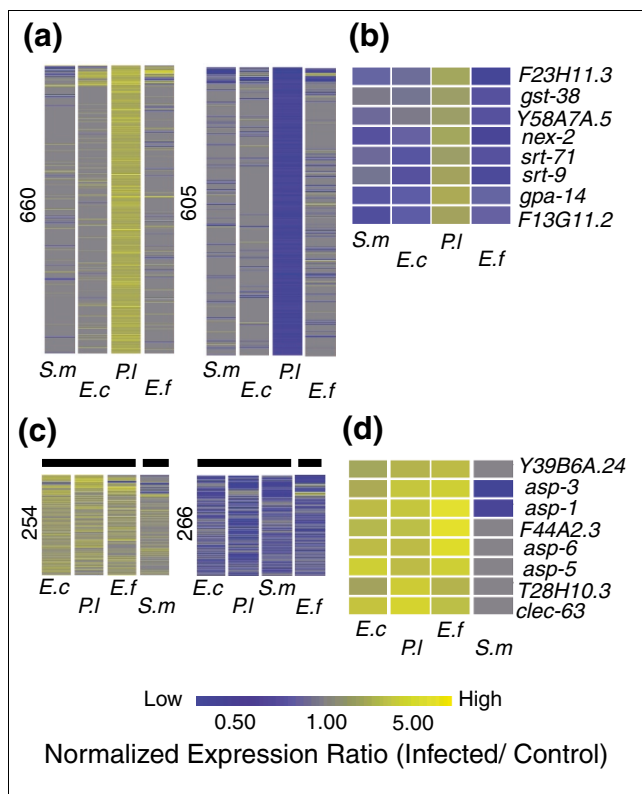 (a)
660
S.m
E.c
P.l
E.f
605
S.m
E.c
P.l
E.f
(b)
F23H11.3
gst-38
Y58A7A.5
nex-2
srt-71
srt-9
gpa-14
F13G11.2
S.m
E.c
P.l
E.f
(c)
254
E.c
P.l
E.f
S.m
266
E.c
P.l
S.m
E.f
(d)
Y39B6A.24
asp-3
asp-1
F44A2.3
asp-6
asp-5
T28H10.3
clec-63
E.c
P.l
E.f
S.m
Low High
0.50 1.00 5.00
Normalized Expression Ratio (Infected/ Control)